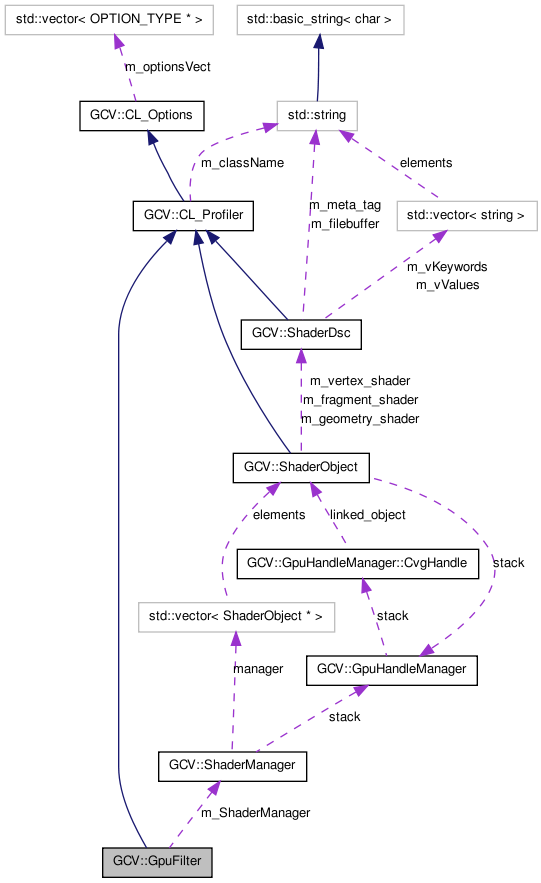 std::vector< OPTION_TYPE * >
std::basic_string< char >
m_optionsVect
GCV::CL_Options
std::string
m_className
elements
GCV::CL_Profiler
m_meta_tag
m_filebuffer
std::vector< string >
m_vKeywords
m_vValues
GCV::ShaderDsc
m_vertex_shader
m_fragment_shader
m_geometry_shader
GCV::ShaderObject
elements
linked_object
GCV::GpuHandleManager::CvgHandle
stack
std::vector< ShaderObject * >
stack
manager
GCV::GpuHandleManager
stack
GCV::ShaderManager
m_ShaderManager
GCV::GpuFilter